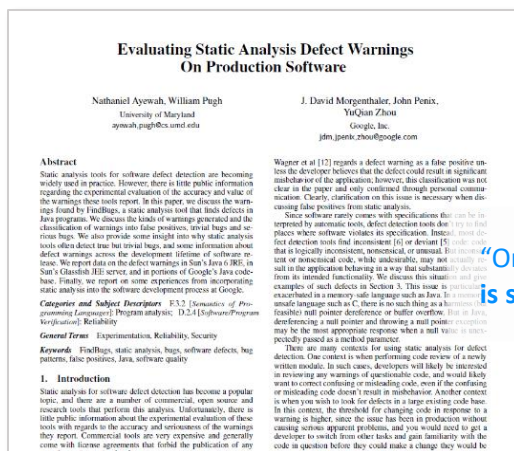 Evaluating Static Analysis Defect Warnings
On Production Software
Nathaniel Ayewah, William Pugh
University of Maryland
ayewah,pugh@cs.umd.edu
J. David Morgenthaler, John Penix,
YuQian Zhou
Google, Inc.
jdm,jpenix,zhou@google.com
Abstract
Static analysis tools for software defect detection are becoming
widely used in practice. However, there is little public information
regarding the experimental evaluation of the accuracy and value of
the warnings these tools report. In this paper, we discuss the warn-
ings found by FindBugs, a static analysis tool that finds defects in
Java programs. We discuss the kinds of warnings generated and the
classification of warnings into false positives, trivial bugs and se-
rious bugs. We also provide some insight into why static analysis
tools often detect true but trivial bugs, and some information about
defect warnings across the development lifetime of software re-
lease. We report data on the defect warnings in Sun's Java 6 JRE, in
Sun's Glassfish JEE server, and in portions of Google's Java code-
base. Finally, we report on some experiences from incorporating
static analysis into the software development process at Google.
Categories and Subject Descriptors F.3.2 [Semantics of Pro-
gramming Languages]: Program analysis; D.2.4 [Software/Program
Verification]: Reliability
General Terms Experimentation, Reliability, Security
Keywords FindBugs, static analysis, bugs, software defects, bug
patterns, false positives, Java, software quality
1. Introduction
Static analysis for software defect detection has become a popular
topic, and there are a number of commercial, open source and
research tools that perform this analysis. Unfortunately, there is
little public information about the experimental evaluation of these
tools with regards to the accuracy and seriousness of the warnings
they report. Commercial tools are very expensive and generally
come with license agreements that forbid the publication of any
Wagner et al [12] regards a defect warning as a false positive un-
less the developer believes that the defect could result in significant
misbehavior of the application; however, this classification was not
clear in the paper and only confirmed through personal commu-
nication. Clearly, clarification on this issue is necessary when dis-
cussing false positives from static analysis.
Since software rarely comes with specifications that can be in-
terpreted by automatic tools, defect detection tools don't try to find
places where software violates its specification. Instead, most de-
fect detection tools find inconsistent [6] or deviant [5] code: code
that is logically inconsistent, nonsensical, or unusual. But inconsis-
tent or nonsensical code, while undesirable, may not actually re-
sult in the application behaving in a way that substantially deviates
from its intended functionality. We discuss this situation and give
examples of such defects in Section 3. This issue is particularly
exacerbated in a memory-safe language such as Java. In a memory-
unsafe language such as C, there is no such thing as a harmless (but
feasible) null pointer dereference or buffer overflow. But in Java,
dereferencing a null pointer and throwing a null pointer exception
may be the most appropriate response when a null value is unex-
pectedly passed as a method parameter.
There are many contexts for using static analysis for defect
detection. One context is when performing code review of a newly
written module. In such cases, developers will likely be interested
in reviewing any warnings of questionable code, and would likely
want to correct confusing or misleading code, even if the confusing
or misleading code doesn't result in misbehavior. Another context
is when you wish to look for defects in a large existing code base.
In this context, the threshold for changing code in response to a
warning is higher, since the issue has been in production without
causing serious apparent problems, and you would need to get a
developer to switch from other tasks and gain familiarity with the
code in question before they could make a change they would be
is s